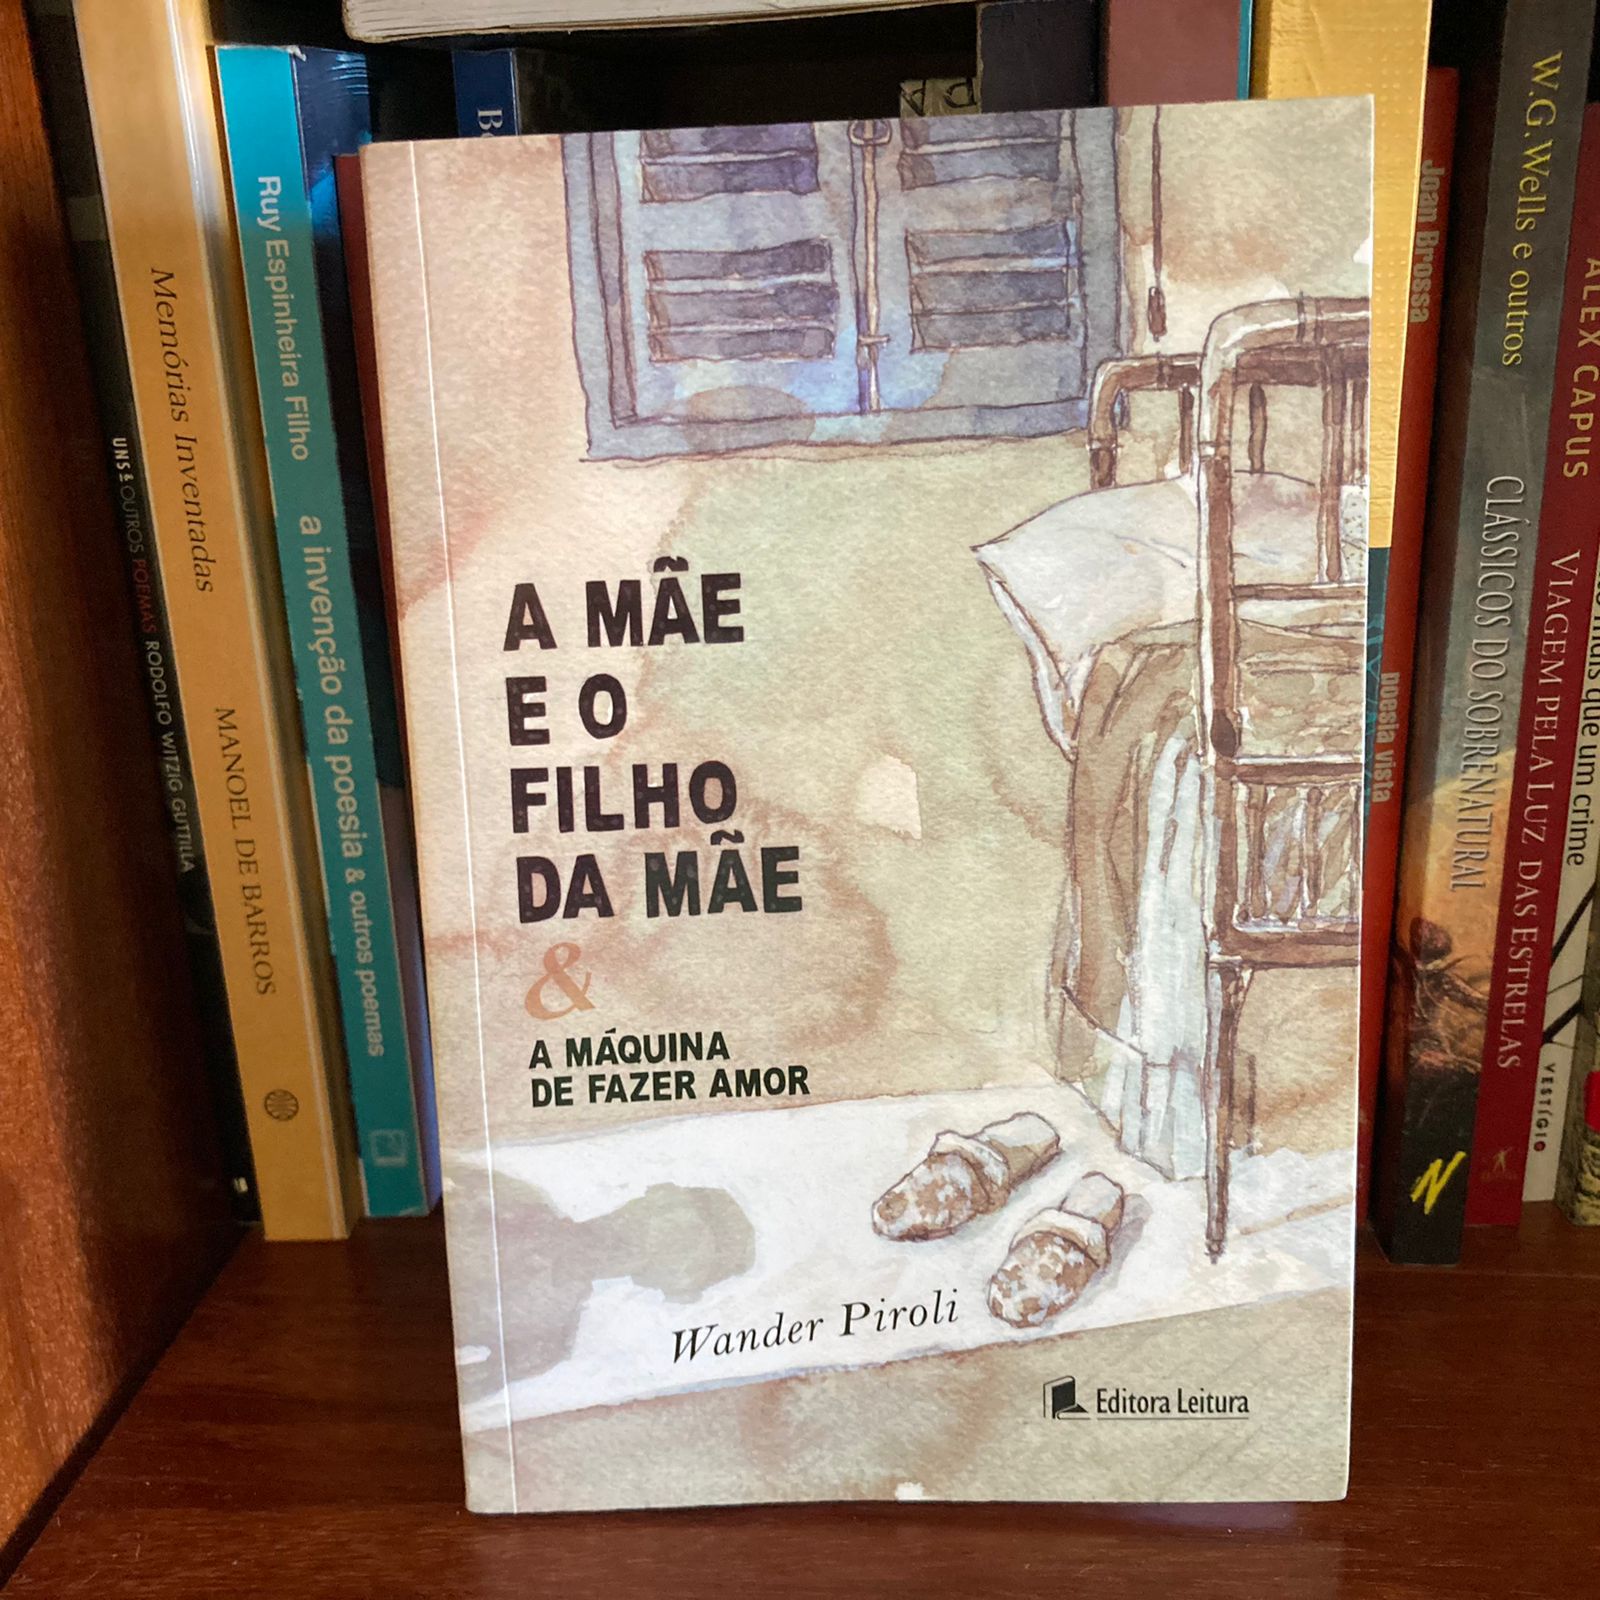 A MÃE
E O
FILHO
DA MÃE
&
A MÁQUINA
DE FAZER AMOR
Wander Piroli
Editora Leitura
UNS & OUTROS POEMAS RODOLFO WITZIG GUTTILLA
Memórias Inventadas MANOEL DE BARROS
Ruy Espinheira Filho a invenção da poesia & outros poemas
Joan Brossa poesia vista
W.G. Wells e outros CLÁSSICOS DO SOBRENATURAL
ALEX CAPUS VIAGEM PELA LUZ DAS ESTRELAS
mais que um crime VESTÍGIO